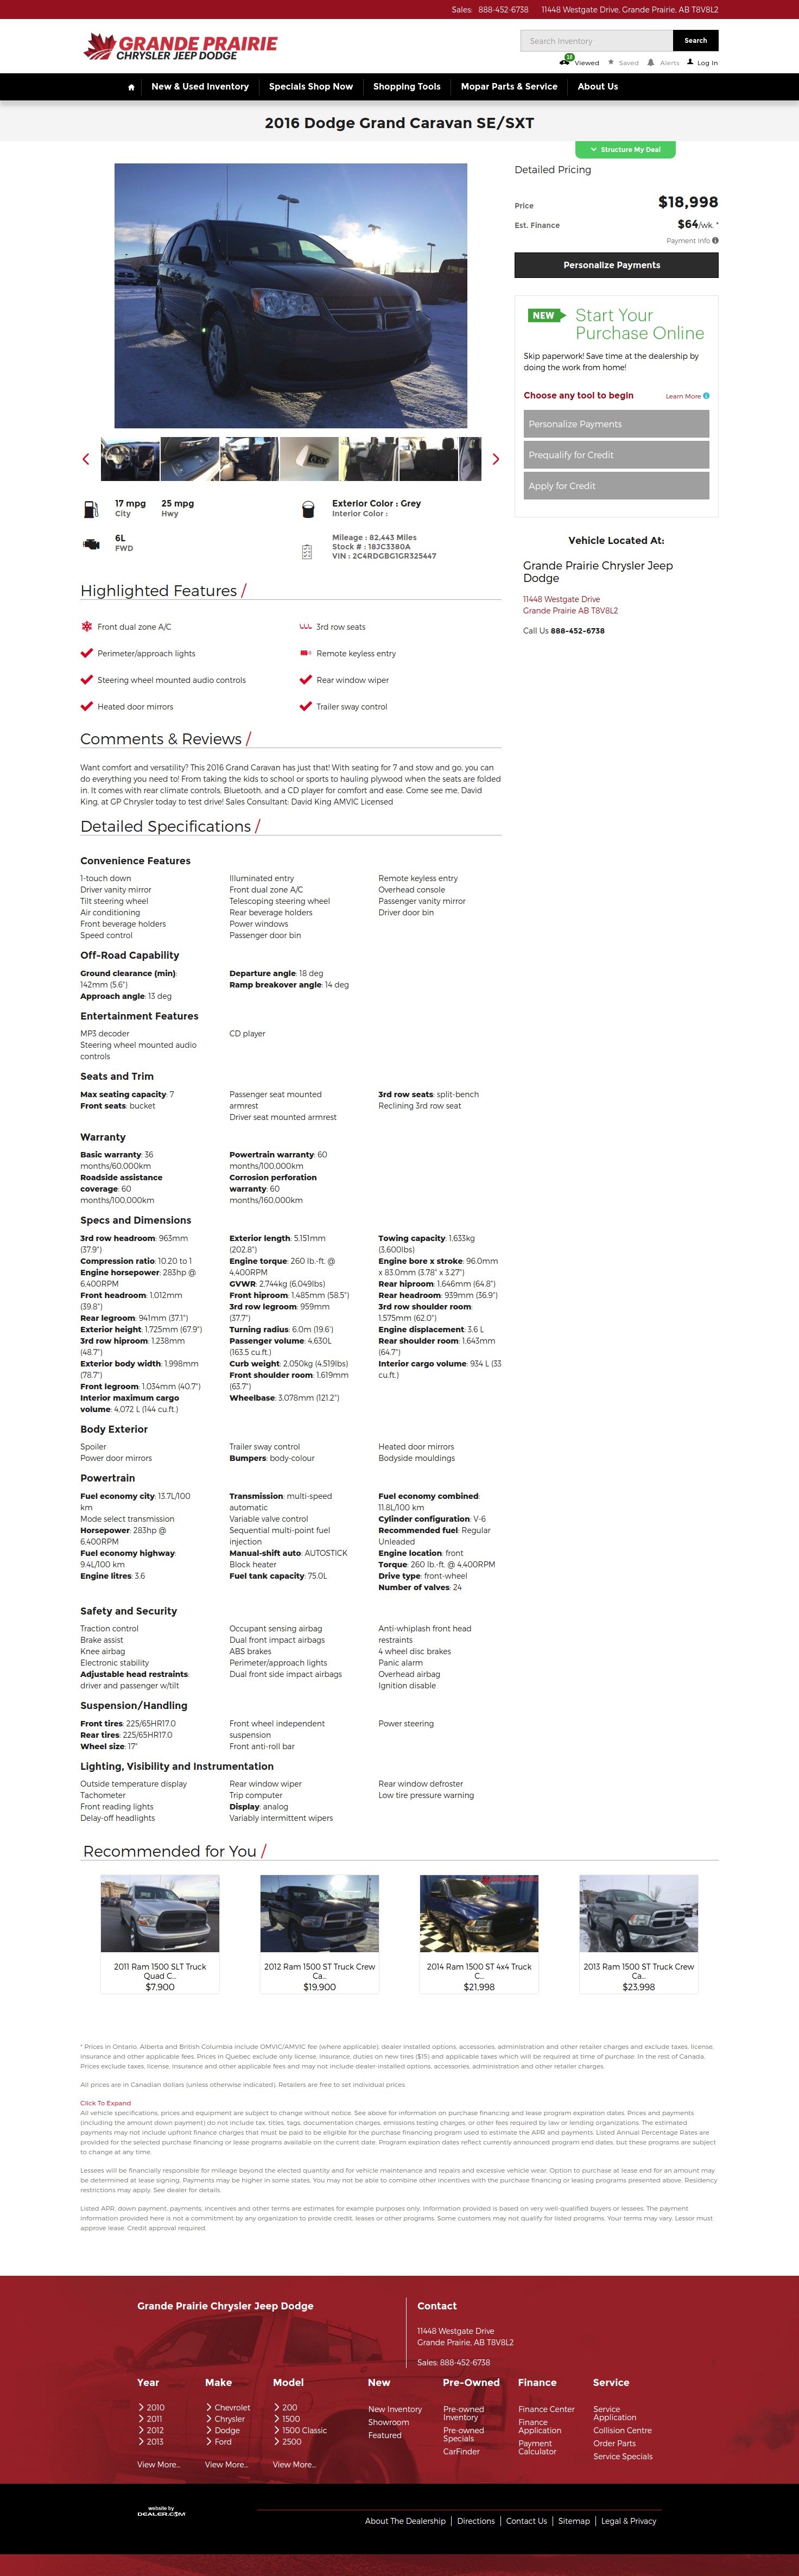 Sales: 888-452-6738 11448 Westgate Drive, Grande Prairie, AB T8V8L2
GRANDE PRAIRIE
CHRYSLER JEEP DODGE
Search Inventory
Search
Viewed
Saved
Alerts
Log In
New & Used Inventory
Specials Shop Now
Shopping Tools
Mopar Parts & Service
About Us
2016 Dodge Grand Caravan SE/SXT
Structure My Deal
Detailed Pricing
Price $18,998
Est. Finance $64/wk. *
Payment Info
Personalize Payments
NEW
Start Your
Purchase Online
Skip paperwork! Save time at the dealership by
doing the work from home!
Choose any tool to begin
Learn More
Personalize Payments
Prequalify for Credit
Apply for Credit
Vehicle Located At:
Grande Prairie Chrysler Jeep
Dodge
11448 Westgate Drive
Grande Prairie AB T8V8L2
Call Us 888-452-6738
17 mpg 25 mpg
City Hwy
6L
FWD
Exterior Color : Grey
Interior Color :
Mileage : 82,443 Miles
Stock # : 18JC3380A
VIN : 2C4RDGBG1GR325447
Highlighted Features /
Front dual zone A/C
3rd row seats
Perimeter/approach lights
Remote keyless entry
Steering wheel mounted audio controls
Rear window wiper
Heated door mirrors
Trailer sway control
Comments & Reviews /
Want comfort and versatility? This 2016 Grand Caravan has just that! With seating for 7 and stow and go, you can
do everything you need to! From taking the kids to school or sports to hauling plywood when the seats are folded
in. It comes with rear climate controls, Bluetooth, and a CD player for comfort and ease. Come see me, David
King, at GP Chrysler today to test drive! Sales Consultant: David King AMVIC Licensed
Detailed Specifications /
Convenience Features
1-touch down
Driver vanity mirror
Tilt steering wheel
Air conditioning
Front beverage holders
Speed control
Illuminated entry
Front dual zone A/C
Telescoping steering wheel
Rear beverage holders
Power windows
Passenger door bin
Remote keyless entry
Overhead console
Passenger vanity mirror
Driver door bin
Off-Road Capability
Ground clearance (min):
142mm (5.6")
Approach angle: 13 deg
Departure angle: 18 deg
Ramp breakover angle: 14 deg
Entertainment Features
MP3 decoder
Steering wheel mounted audio
controls
CD player
Seats and Trim
Max seating capacity: 7
Front seats: bucket
Passenger seat mounted
armrest
Driver seat mounted armrest
3rd row seats: split-bench
Reclining 3rd row seat
Warranty
Basic warranty: 36
months/60,000km
Roadside assistance
coverage: 60
months/100,000km
Powertrain warranty: 60
months/100,000km
Corrosion perforation
warranty: 60
months/160,000km
Specs and Dimensions
3rd row headroom: 963mm
(37.9")
Compression ratio: 10.20 to 1
Engine horsepower: 283hp @
6,400RPM
Front headroom: 1,012mm
(39.8")
Rear legroom: 941mm (37.1")
Exterior height: 1,725mm (67.9")
3rd row hiproom: 1,238mm
(48.7")
Exterior body width: 1,998mm
(78.7")
Front legroom: 1,034mm (40.7")
Interior maximum cargo
volume: 4,072 L (144 cu.ft.)
Exterior length: 5,151mm
(202.8")
Engine torque: 260 lb.-ft. @
4,400RPM
GVWR: 2,744kg (6,049lbs)
Front hiproom: 1,485mm (58.5")
3rd row legroom: 959mm
(37.7")
Turning radius: 6.0m (19.6')
Passenger volume: 4,630L
(163.5 cu.ft.)
Curb weight: 2,050kg (4,519lbs)
Front shoulder room: 1,619mm
(63.7")
Wheelbase: 3,078mm (121.2")
Towing capacity: 1,633kg
(3,600lbs)
Engine bore x stroke: 96.0mm
x 83.0mm (3.78" x 3.27")
Rear hiproom: 1,646mm (64.8")
Rear headroom: 939mm (36.9")
3rd row shoulder room:
1,575mm (62.0")
Engine displacement: 3.6 L
Rear shoulder room: 1,643mm
(64.7")
Interior cargo volume: 934 L (33
cu.ft.)
Body Exterior
Spoiler
Power door mirrors
Trailer sway control
Bumpers: body-colour
Heated door mirrors
Bodyside mouldings
Powertrain
Fuel economy city: 13.7L/100
km
Mode select transmission
Horsepower: 283hp @
6,400RPM
Fuel economy highway:
9.4L/100 km
Engine litres: 3.6
Transmission: multi-speed
automatic
Variable valve control
Sequential multi-point fuel
injection
Manual-shift auto: AUTOSTICK
Block heater
Fuel tank capacity: 75.0L
Fuel economy combined:
11.8L/100 km
Cylinder configuration: V-6
Recommended fuel: Regular
Unleaded
Engine location: front
Torque: 260 lb.-ft. @ 4,400RPM
Drive type: front-wheel
Number of valves: 24
Safety and Security
Traction control
Brake assist
Knee airbag
Electronic stability
Adjustable head restraints:
driver and passenger w/tilt
Occupant sensing airbag
Dual front impact airbags
ABS brakes
Perimeter/approach lights
Dual front side impact airbags
Anti-whiplash front head
restraints
4 wheel disc brakes
Panic alarm
Overhead airbag
Ignition disable
Suspension/Handling
Front tires: 225/65HR17.0
Rear tires: 225/65HR17.0
Wheel size: 17"
Front wheel independent
suspension
Front anti-roll bar
Power steering
Lighting, Visibility and Instrumentation
Outside temperature display
Tachometer
Front reading lights
Delay-off headlights
Rear window wiper
Trip computer
Display: analog
Variably intermittent wipers
Rear window defroster
Low tire pressure warning
Recommended for You /
2011 Ram 1500 SLT Truck
Quad C...
$7,900
2012 Ram 1500 ST Truck Crew
Ca...
$19,900
2014 Ram 1500 ST 4x4 Truck
C...
$21,998
2013 Ram 1500 ST Truck Crew
Ca...
$23,998
* Prices in Ontario, Alberta and British Columbia include OMVIC/AMVIC fee (where applicable), dealer installed options, accessories, administration and other retailer charges and exclude taxes, license,
insurance and other applicable fees. Prices in Quebec exclude only license, insurance, duties on new tires ($15) and applicable taxes which will be required at time of purchase. In the rest of Canada,
Prices exclude taxes, license, insurance and other applicable fees and may not include dealer-installed options, accessories, administration and other retailer charges.
All prices are in Canadian dollars (unless otherwise indicated). Retailers are free to set individual prices.
Click To Expand
All vehicle specifications, prices and equipment are subject to change without notice. See above for information on purchase financing and lease program expiration dates. Prices and payments
(including the amount down payment) do not include tax, titles, tags, documentation charges, emissions testing charges, or other fees required by law or lending organizations. The estimated
payments may not include upfront finance charges that must be paid to be eligible for the purchase financing program used to estimate the APR and payments. Listed Annual Percentage Rates are
provided for the selected purchase financing or lease programs available on the current date. Program expiration dates reflect currently announced program end dates, but these programs are subject
to change at any time.
Lessees will be financially responsible for mileage beyond the elected quantity and for vehicle maintenance and repairs and excessive vehicle wear. Option to purchase at lease end for an amount may
be determined at lease signing. Payments may be higher in some states. You may not be able to combine other incentives with the purchase financing or leasing programs presented above. Residency
restrictions may apply. See dealer for details.
Listed APR, down payment, payments, incentives and other terms are estimates for example purposes only. Information provided is based on very well-qualified buyers or lessees. The payment
information provided here is not a commitment by any organization to provide credit, leases or other programs. Some customers may not qualify for listed programs. Your terms may vary. Lessor must
approve lease. Credit approval required.
Grande Prairie Chrysler Jeep Dodge
Contact
11448 Westgate Drive
Grande Prairie, AB T8V8L2
Sales: 888-452-6738
Year
2010
2011
2012
2013
View More...
Make
Chevrolet
Chrysler
Dodge
Ford
View More...
Model
200
1500
1500 Classic
2500
View More...
New
New Inventory
Showroom
Featured
Pre-Owned
Pre-owned
Inventory
Pre-owned
Specials
CarFinder
Finance
Finance Center
Finance
Application
Payment
Calculator
Service
Service
Application
Collision Centre
Order Parts
Service Specials
website by
DEALER.COM
About The Dealership | Directions | Contact Us | Sitemap | Legal & Privacy